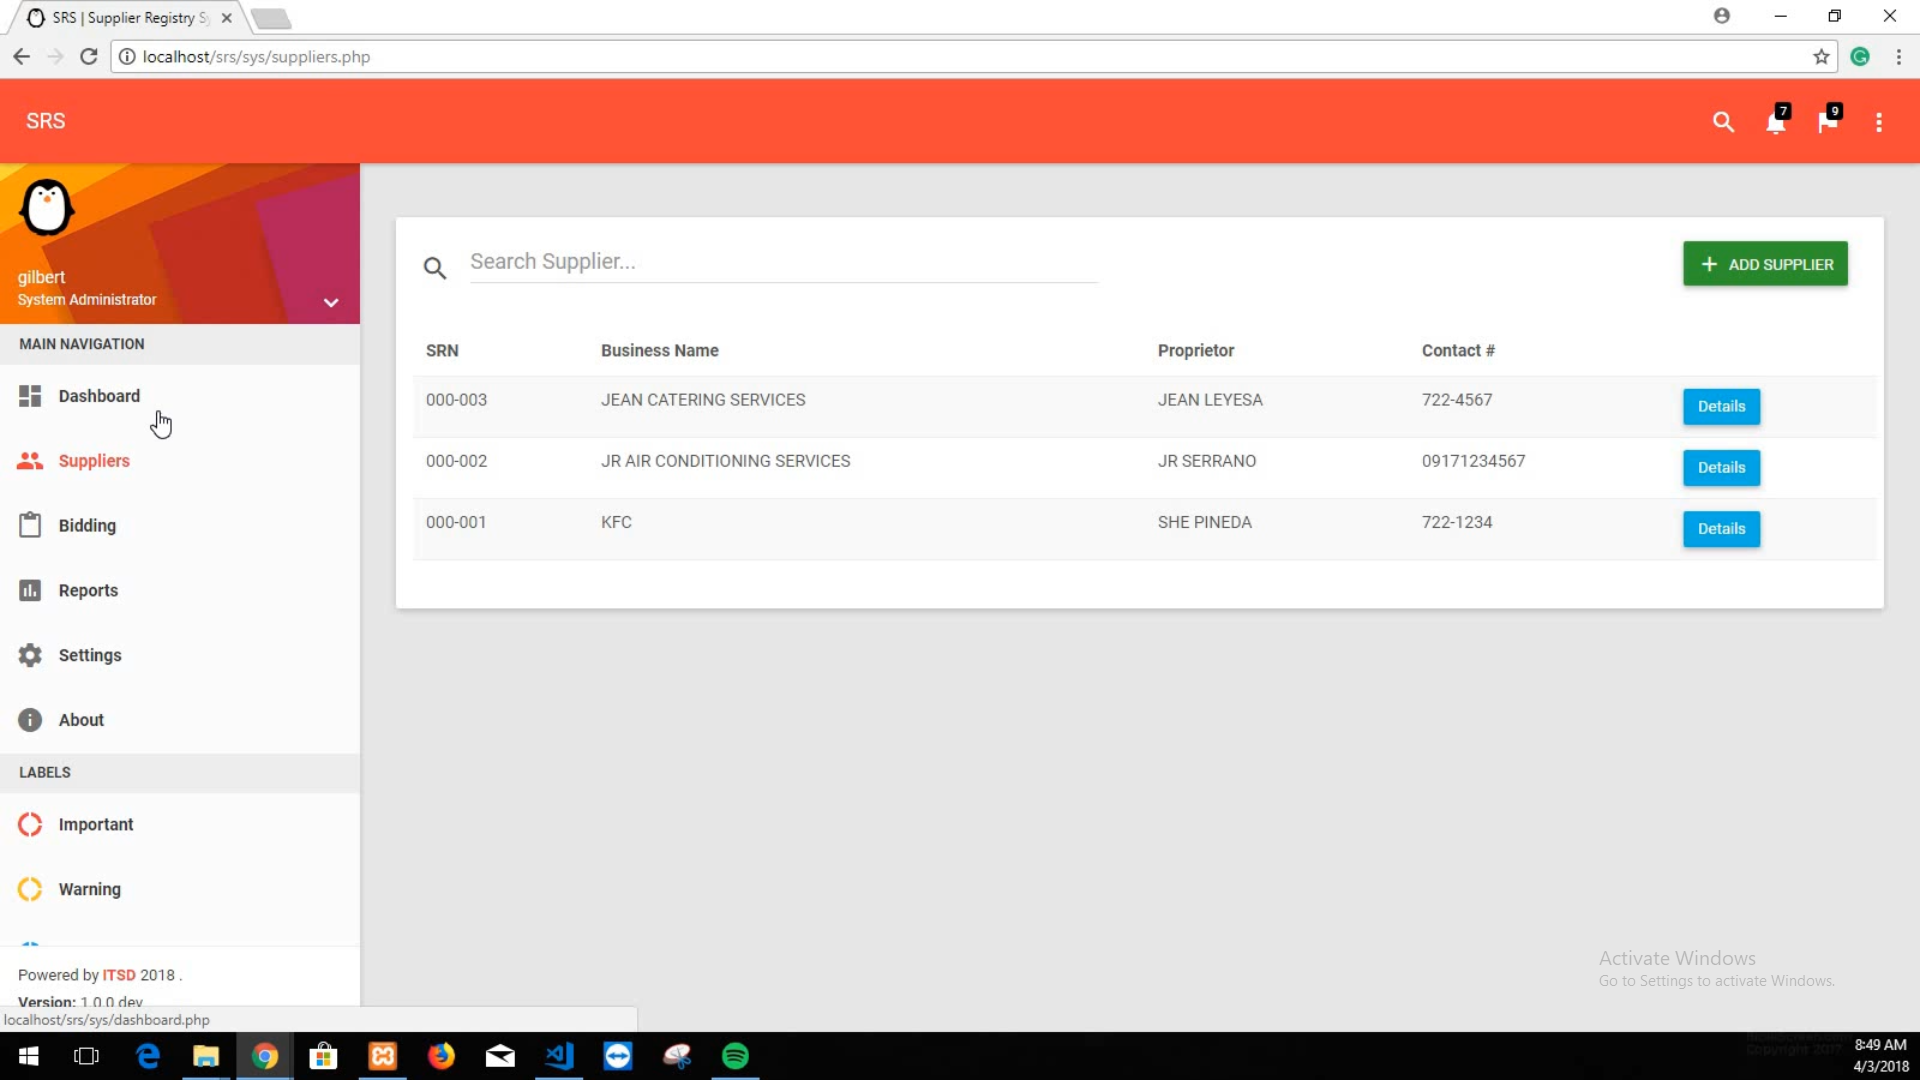 SRS | Supplier Registry S
localhost/srs/sys/suppliers.php
SRS
7
9
gilbert
System Administrator
MAIN NAVIGATION
Dashboard
Suppliers
Bidding
Reports
Settings
About
LABELS
Important
Warning
Powered by ITSD 2018 .
Version: 1.0.0 dev
localhost/srs/sys/dashboard.php
Search Supplier...
+ ADD SUPPLIER
SRN Business Name Proprietor Contact #
000-003 JEAN CATERING SERVICES JEAN LEYESA 722-4567 Details
000-002 JR AIR CONDITIONING SERVICES JR SERRANO 09171234567 Details
000-001 KFC SHE PINEDA 722-1234 Details
Activate Windows
Go to Settings to activate Windows.
8:49 AM
4/3/2018